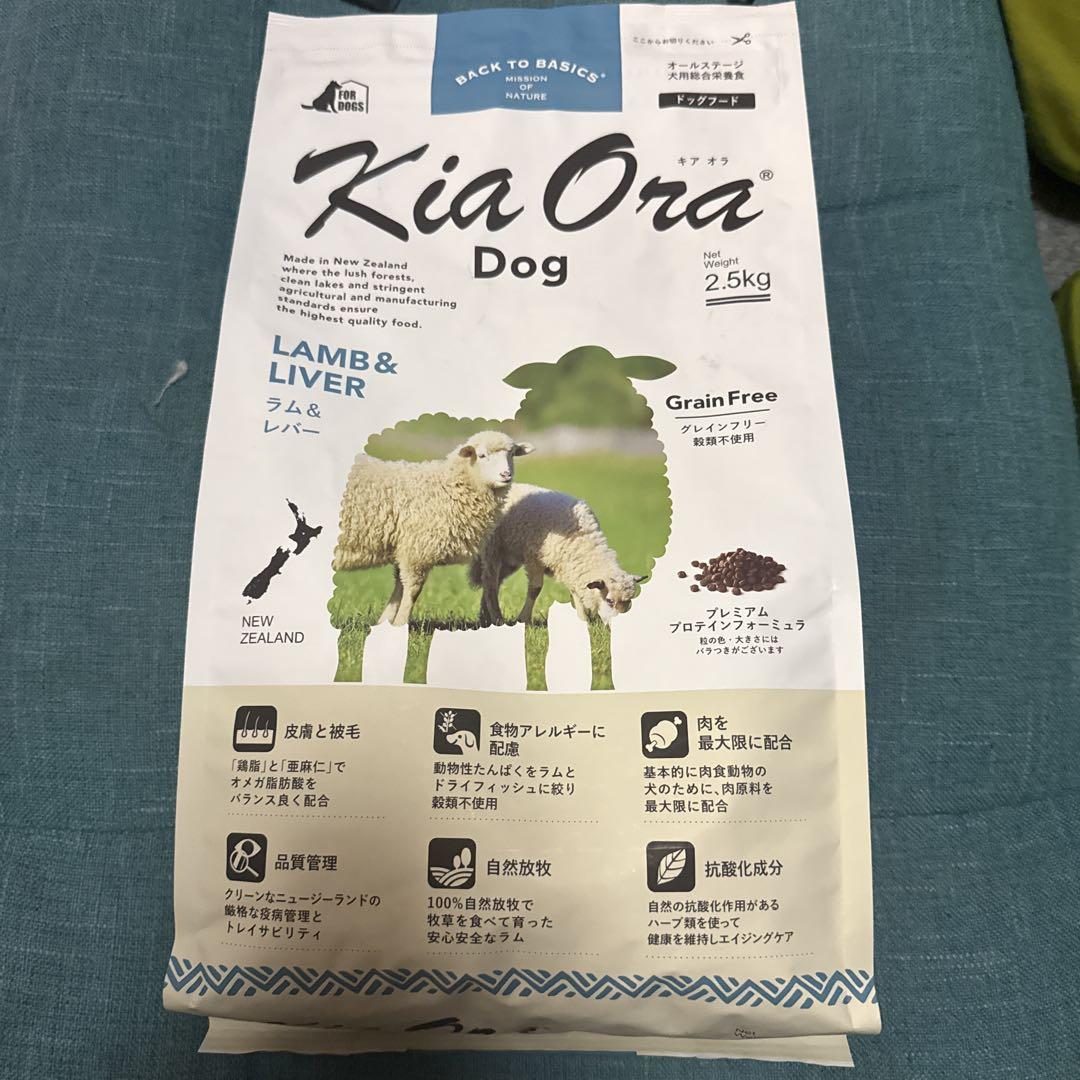 ここからお切りください
BACK TO BASICS®
MISSION
OF
NATURE
オールステージ
犬用総合栄養食
ドッグフード
FOR
DOGS
キア オラ
Kia Ora®
Dog
Made in New Zealand
where the lush forests,
clean lakes and stringent
agricultural and manufacturing
standards ensure
the highest quality food.
Net
Weight
2.5kg
LAMB&
LIVER
ラム&
レバー
Grain Free
グレインフリー
穀類不使用
NEW
ZEALAND
プレミアム
プロテインフォーミュラ
粒の色・大きさには
バラつきがございます
皮膚と被毛
「鶏脂」と「亜麻仁」で
オメガ脂肪酸を
バランス良く配合
食物アレルギーに
配慮
動物性たんぱくをラムと
ドライフィッシュに絞り
穀類不使用
肉を
最大限に配合
基本的に肉食動物の
犬のために、肉原料を
最大限に配合
品質管理
クリーンなニュージーランドの
厳格な疫病管理と
トレイサビリティ
自然放牧
100%自然放牧で
牧草を食べて育った
安心安全なラム
抗酸化成分
自然の抗酸化作用がある
ハーブ類を使って
健康を維持しエイジングケア